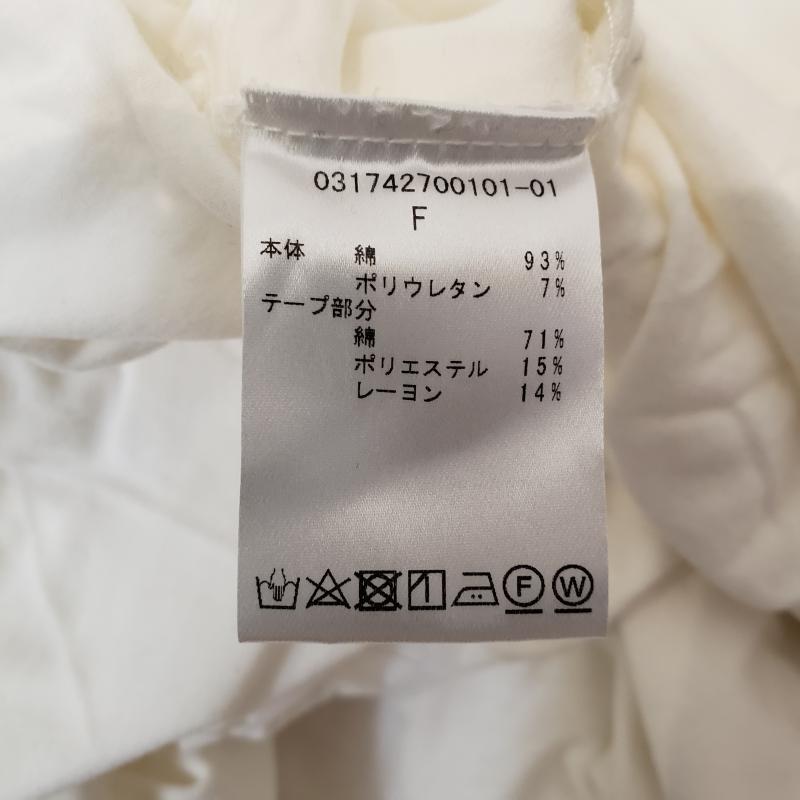 031742700101-01
F
本体 綿 93%
ポリウレタン 7%
テープ部分
綿 71%
ポリエステル 15%
レーヨン 14%
F W